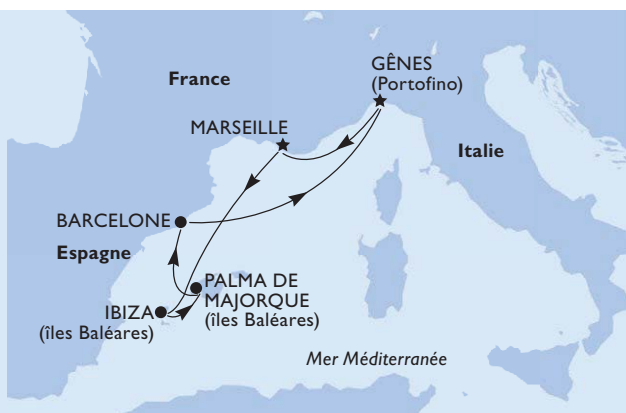 GÊNES
(Portofino)
France
MARSEILLE
Italie
BARCELONE
Espagne
PALMA DE
MAJORQUE
(îles Baléares)
IBIZA
(îles Baléares)
Mer Méditerranée